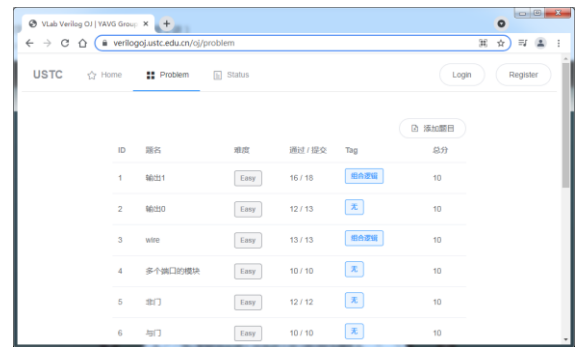 VLab Verilog OJ | YAVG Group
verilogoj.ustc.edu.cn/oj/problem
USTC Home Problem Status Login Register
添加题目
ID 题名 难度 通过 / 提交 Tag 总分
1 输出1 Easy 16 / 18 组合逻辑 10
2 输出0 Easy 12 / 13 无 10
3 wire Easy 13 / 13 组合逻辑 10
4 多个端口的模块 Easy 10 / 10 无 10
5 非门 Easy 12 / 12 无 10
6 与门 Easy 10 / 10 无 10